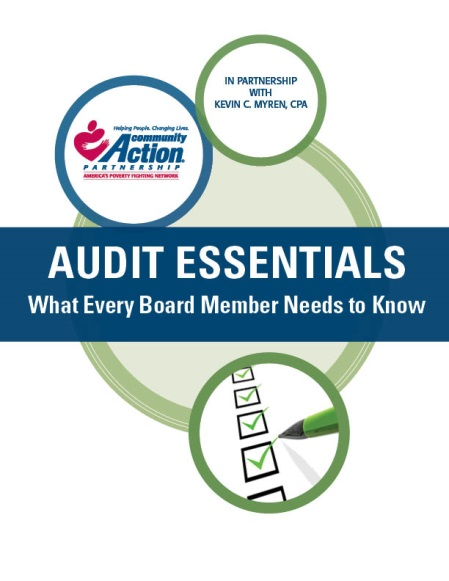 IN PARTNERSHIP
WITH
KEVIN C. MYREN, CPA
Helping People. Changing Lives.
community
Action
PARTNERSHIP
AMERICA'S POVERTY FIGHTING NETWORK
AUDIT ESSENTIALS
What Every Board Member Needs to Know